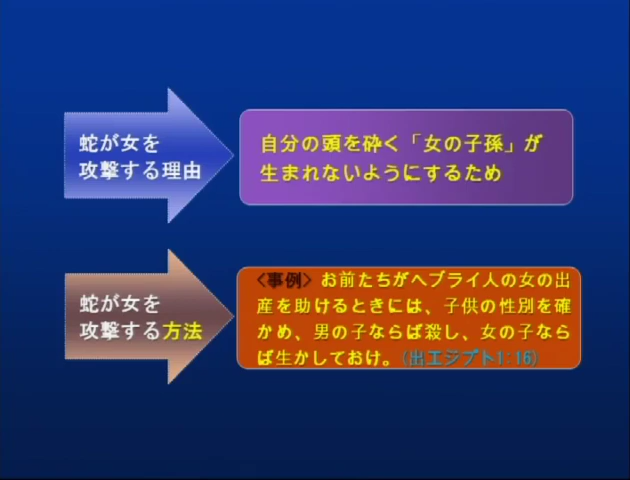 蛇が女を
攻撃する理由
自分の頭を砕く「女の子孫」が
生まれないようにするため
蛇が女を
攻撃する方法
〈事例〉お前たちがヘブライ人の女の出
産を助けるときには、子供の性別を確
かめ、男の子ならば殺し、女の子なら
ば生かしておけ。(出エジプト1:16)